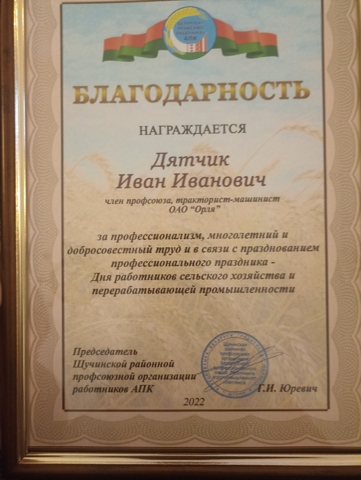 БЛАГОДАРНОСТЬ
НАГРАЖДАЕТСЯ
Дятчик
Иван Иванович
член профсоюза, тракторист-машинист
ОАО "Орля"
за профессионализм, многолетний и
добросовестный труд и в связи с празднованием
профессионального праздника -
Дня работников сельского хозяйства и
перерабатывающей промышленности
Председатель
Щучинской районной
профсоюзной организации
работников АПК
Г.И. Юревич
2022